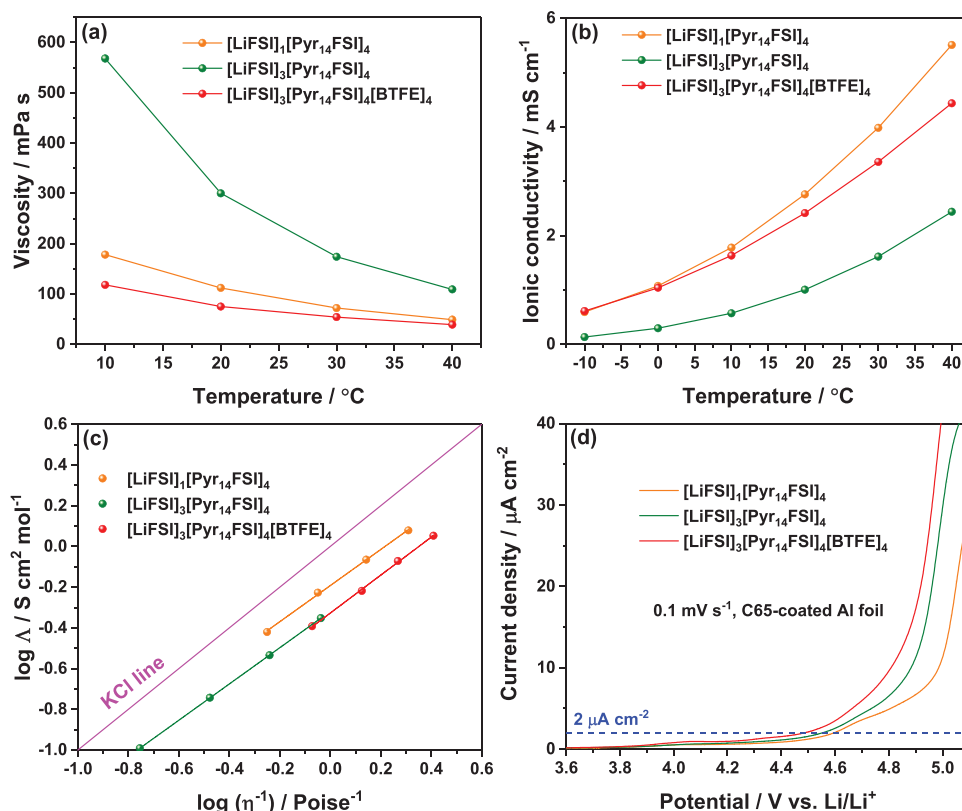 (a)
[LiFSI]₁[Pyr₁₄FSI]₄
[LiFSI]₃[Pyr₁₄FSI]₄
[LiFSI]₃[Pyr₁₄FSI]₄[BTFE]₄
Viscosity / mPa s
600
500
400
300
200
100
0
10 15 20 25 30 35 40
Temperature / °C
(b)
[LiFSI]₁[Pyr₁₄FSI]₄
[LiFSI]₃[Pyr₁₄FSI]₄
[LiFSI]₃[Pyr₁₄FSI]₄[BTFE]₄
Ionic conductivity / mS cm⁻¹
6
4
2
0
-10 -5 0 5 10 15 20 25 30 35 40
Temperature / °C
(c)
[LiFSI]₁[Pyr₁₄FSI]₄
[LiFSI]₃[Pyr₁₄FSI]₄
[LiFSI]₃[Pyr₁₄FSI]₄[BTFE]₄
KCl line
log Λ / S cm² mol⁻¹
0.6
0.4
0.2
0.0
-0.2
-0.4
-0.6
-0.8
-1.0
-1.0 -0.8 -0.6 -0.4 -0.2 0.0 0.2 0.4 0.6
log (η⁻¹) / Poise⁻¹
(d)
[LiFSI]₁[Pyr₁₄FSI]₄
[LiFSI]₃[Pyr₁₄FSI]₄
[LiFSI]₃[Pyr₁₄FSI]₄[BTFE]₄
0.1 mV s⁻¹, C65-coated Al foil
2 μA cm⁻²
Current density / μA cm⁻²
40
30
20
10
0
3.6 3.8 4.0 4.2 4.4 4.6 4.8 5.0
Potential / V vs. Li/Li⁺